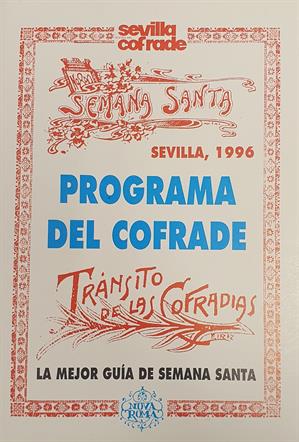 sevilla
cofrade
SEMANA SANTA
SEVILLA, 1996
PROGRAMA
DEL COFRADE
TRÁNSITO
DE LAS COFRADIAS
LA MEJOR GUÍA DE SEMANA SANTA
NOVA
ROMA